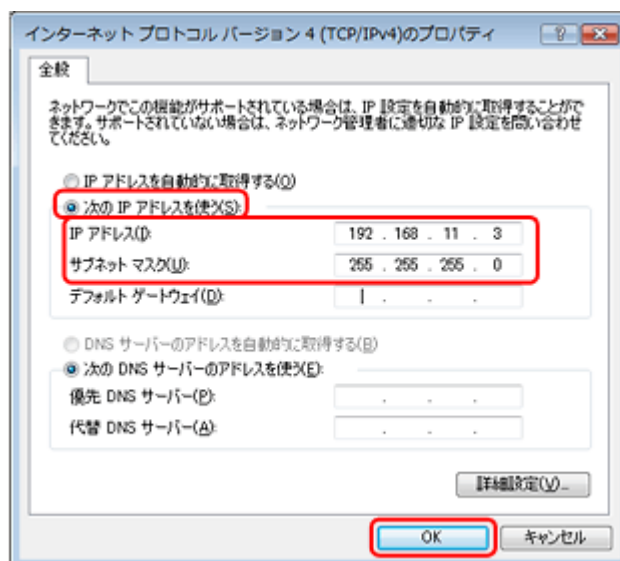 インターネット プロトコル バージョン 4 (TCP/IPv4)のプロパティ
全般
ネットワークでこの機能がサポートされている場合は、IP 設定を自動的に取得することがで
きます。サポートされていない場合は、ネットワーク管理者に適切な IP 設定を問い合わせ
てください。
IP アドレスを自動的に取得する(O)
次の IP アドレスを使う(S):
IP アドレス(I): 192 . 168 . 11 . 3
サブネット マスク(U): 255 . 255 . 255 . 0
デフォルト ゲートウェイ(D): . . .
DNS サーバーのアドレスを自動的に取得する(B)
次の DNS サーバーのアドレスを使う(E):
優先 DNS サーバー(P): . . .
代替 DNS サーバー(A): . . .
詳細設定(V)...
OK キャンセル